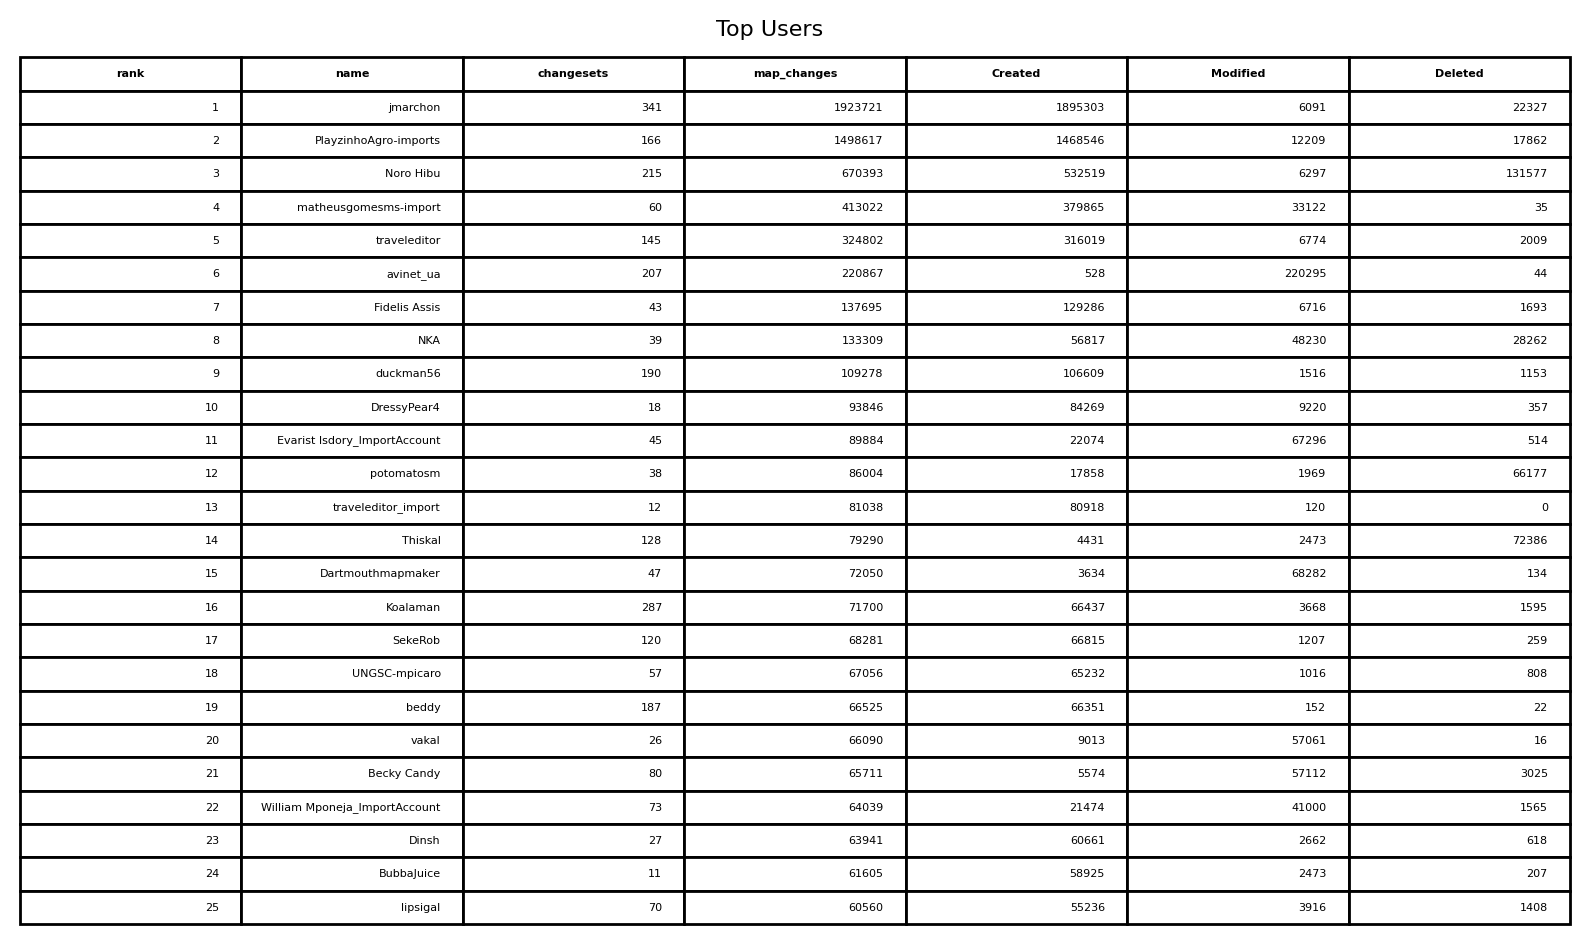 Top Users
rank name changesets map_changes Created Modified Deleted
1 jmarchon 341 1923721 1895303 6091 22327
2 PlayzinhoAgro-imports 166 1498617 1468546 12209 17862
3 Noro Hibu 215 670393 532519 6297 131577
4 matheusgomesms-import 60 413022 379865 33122 35
5 traveleditor 145 324802 316019 6774 2009
6 avinet_ua 207 220867 528 220295 44
7 Fidelis Assis 43 137695 129286 6716 1693
8 NKA 39 133309 56817 48230 28262
9 duckman56 190 109278 106609 1516 1153
10 DressyPear4 18 93846 84269 9220 357
11 Evarist Isdory_ImportAccount 45 89884 22074 67296 514
12 potomatosm 38 86004 17858 1969 66177
13 traveleditor_import 12 81038 80918 120 0
14 Thiskal 128 79290 4431 2473 72386
15 Dartmouthmapmaker 47 72050 3634 68282 134
16 Koalaman 287 71700 66437 3668 1595
17 SekeRob 120 68281 66815 1207 259
18 UNGSC-mpicaro 57 67056 65232 1016 808
19 beddy 187 66525 66351 152 22
20 vakal 26 66090 9013 57061 16
21 Becky Candy 80 65711 5574 57112 3025
22 William Mponeja_ImportAccount 73 64039 21474 41000 1565
23 Dinsh 27 63941 60661 2662 618
24 BubbaJuice 11 61605 58925 2473 207
25 lipsigal 70 60560 55236 3916 1408